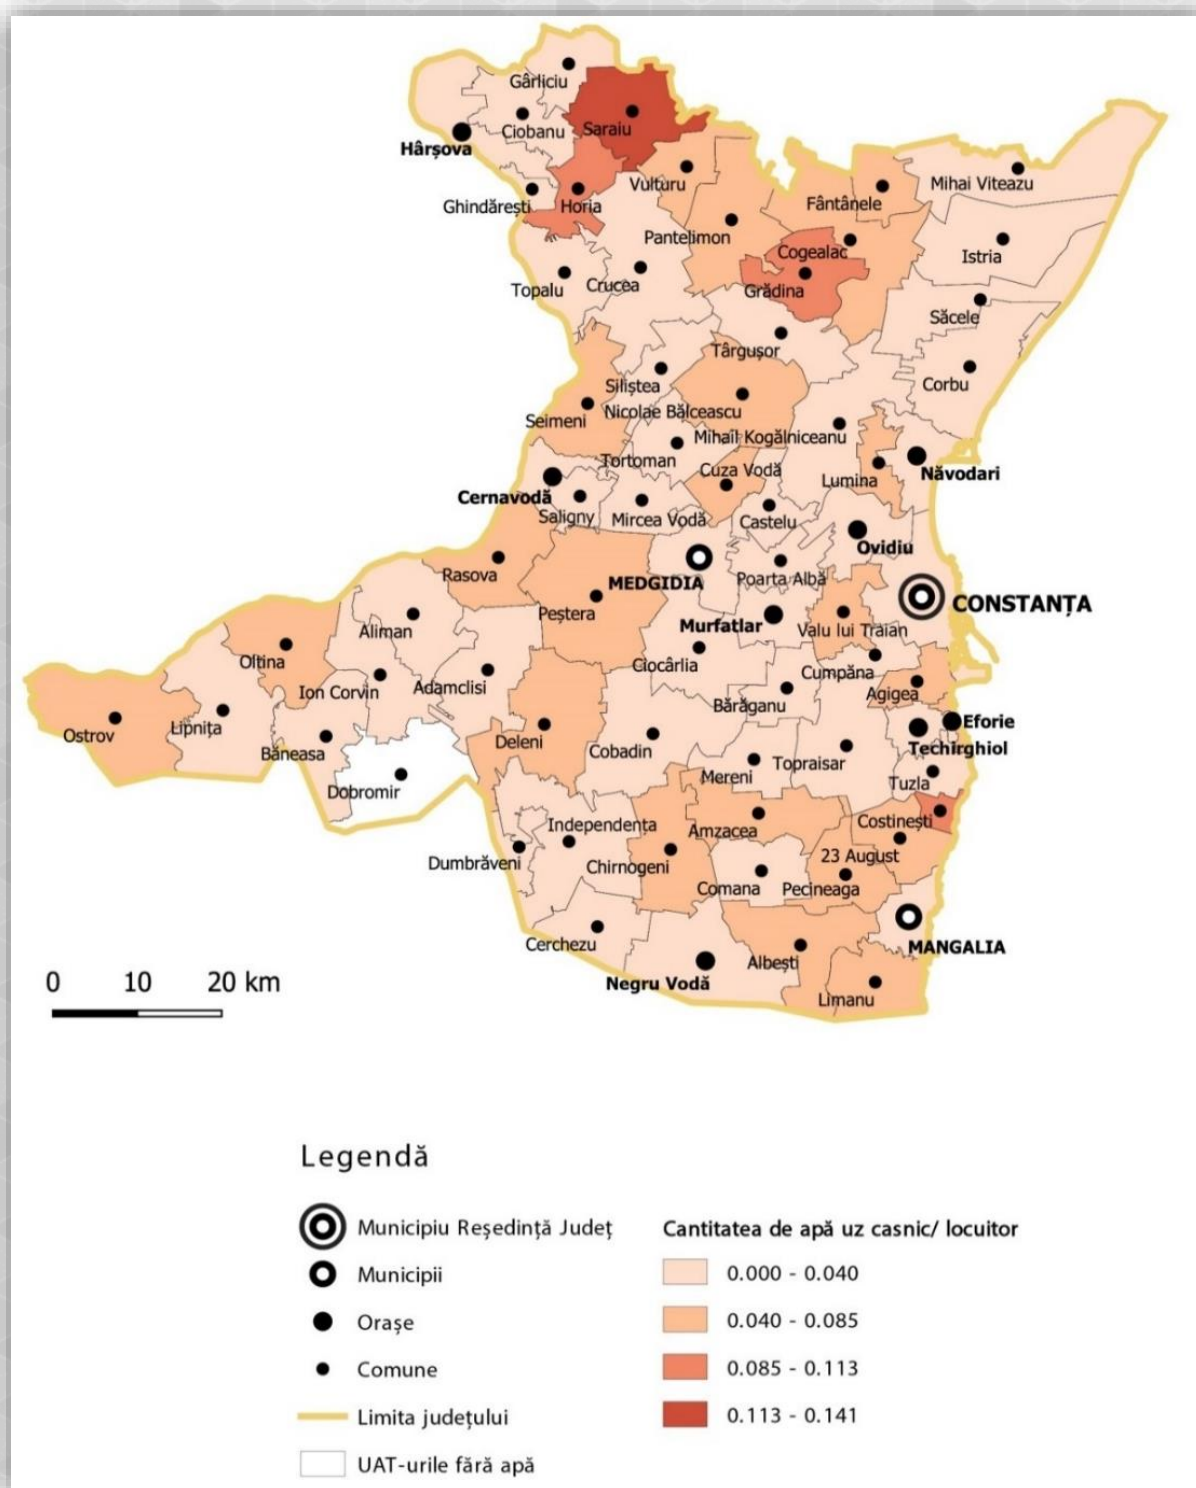 Gârliciu
Ciobanu
Saraiu
Hârșova
Vulturu
Mihai Viteazu
Ghindărești
Horia
Fântânele
Pantelimon
Cogealac
Istria
Topalu
Crucea
Grădina
Săcele
Târgușor
Siliștea
Corbu
Nicolae Bălcescu
Seimeni
Mihail Kogălniceanu
Tortoman
Cuza Vodă
Năvodari
Lumina
Cernavodă
Saligny
Mircea Vodă
Castelu
Ovidiu
Rasova
MEDGIDIA
Poarta Albă
CONSTANȚA
Peștera
Murfatlar
Valu lui Traian
Aliman
Oltina
Ciocârlia
Cumpăna
Ion Corvin
Adamclisi
Agigea
Bărăganu
Lipnița
Ostrov
Eforie
Deleni
Cobadin
Techirghiol
Băneasa
Topraisar
Mereni
Tuzla
Dobromir
Costinești
Independența
Amzacea
23 August
Dumbrăveni
Chirnogeni
Comana
Pecineaga
Cerchezu
MANGALIA
Albești
Negru Vodă
Limanu
0 10 20 km
Legendă
Municipiu Reședință Județ
Municipii
Orașe
Comune
Limita județului
UAT-urile fără apă
Cantitatea de apă uz casnic/ locuitor
0.000 - 0.040
0.040 - 0.085
0.085 - 0.113
0.113 - 0.141